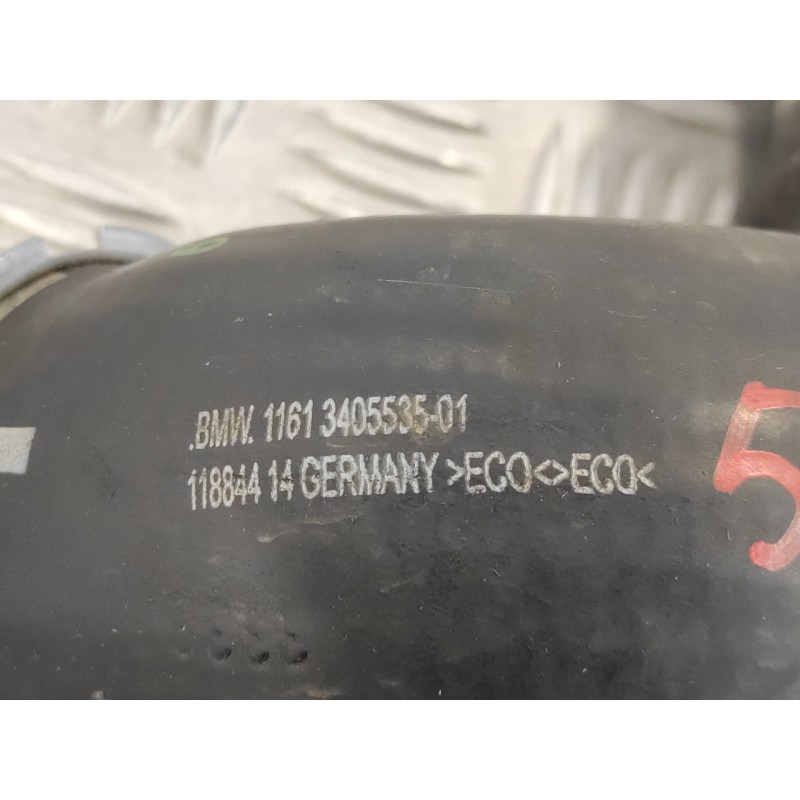 .BMW. 1161 3405535-01
118844 14 GERMANY >ECO<>ECO<
5